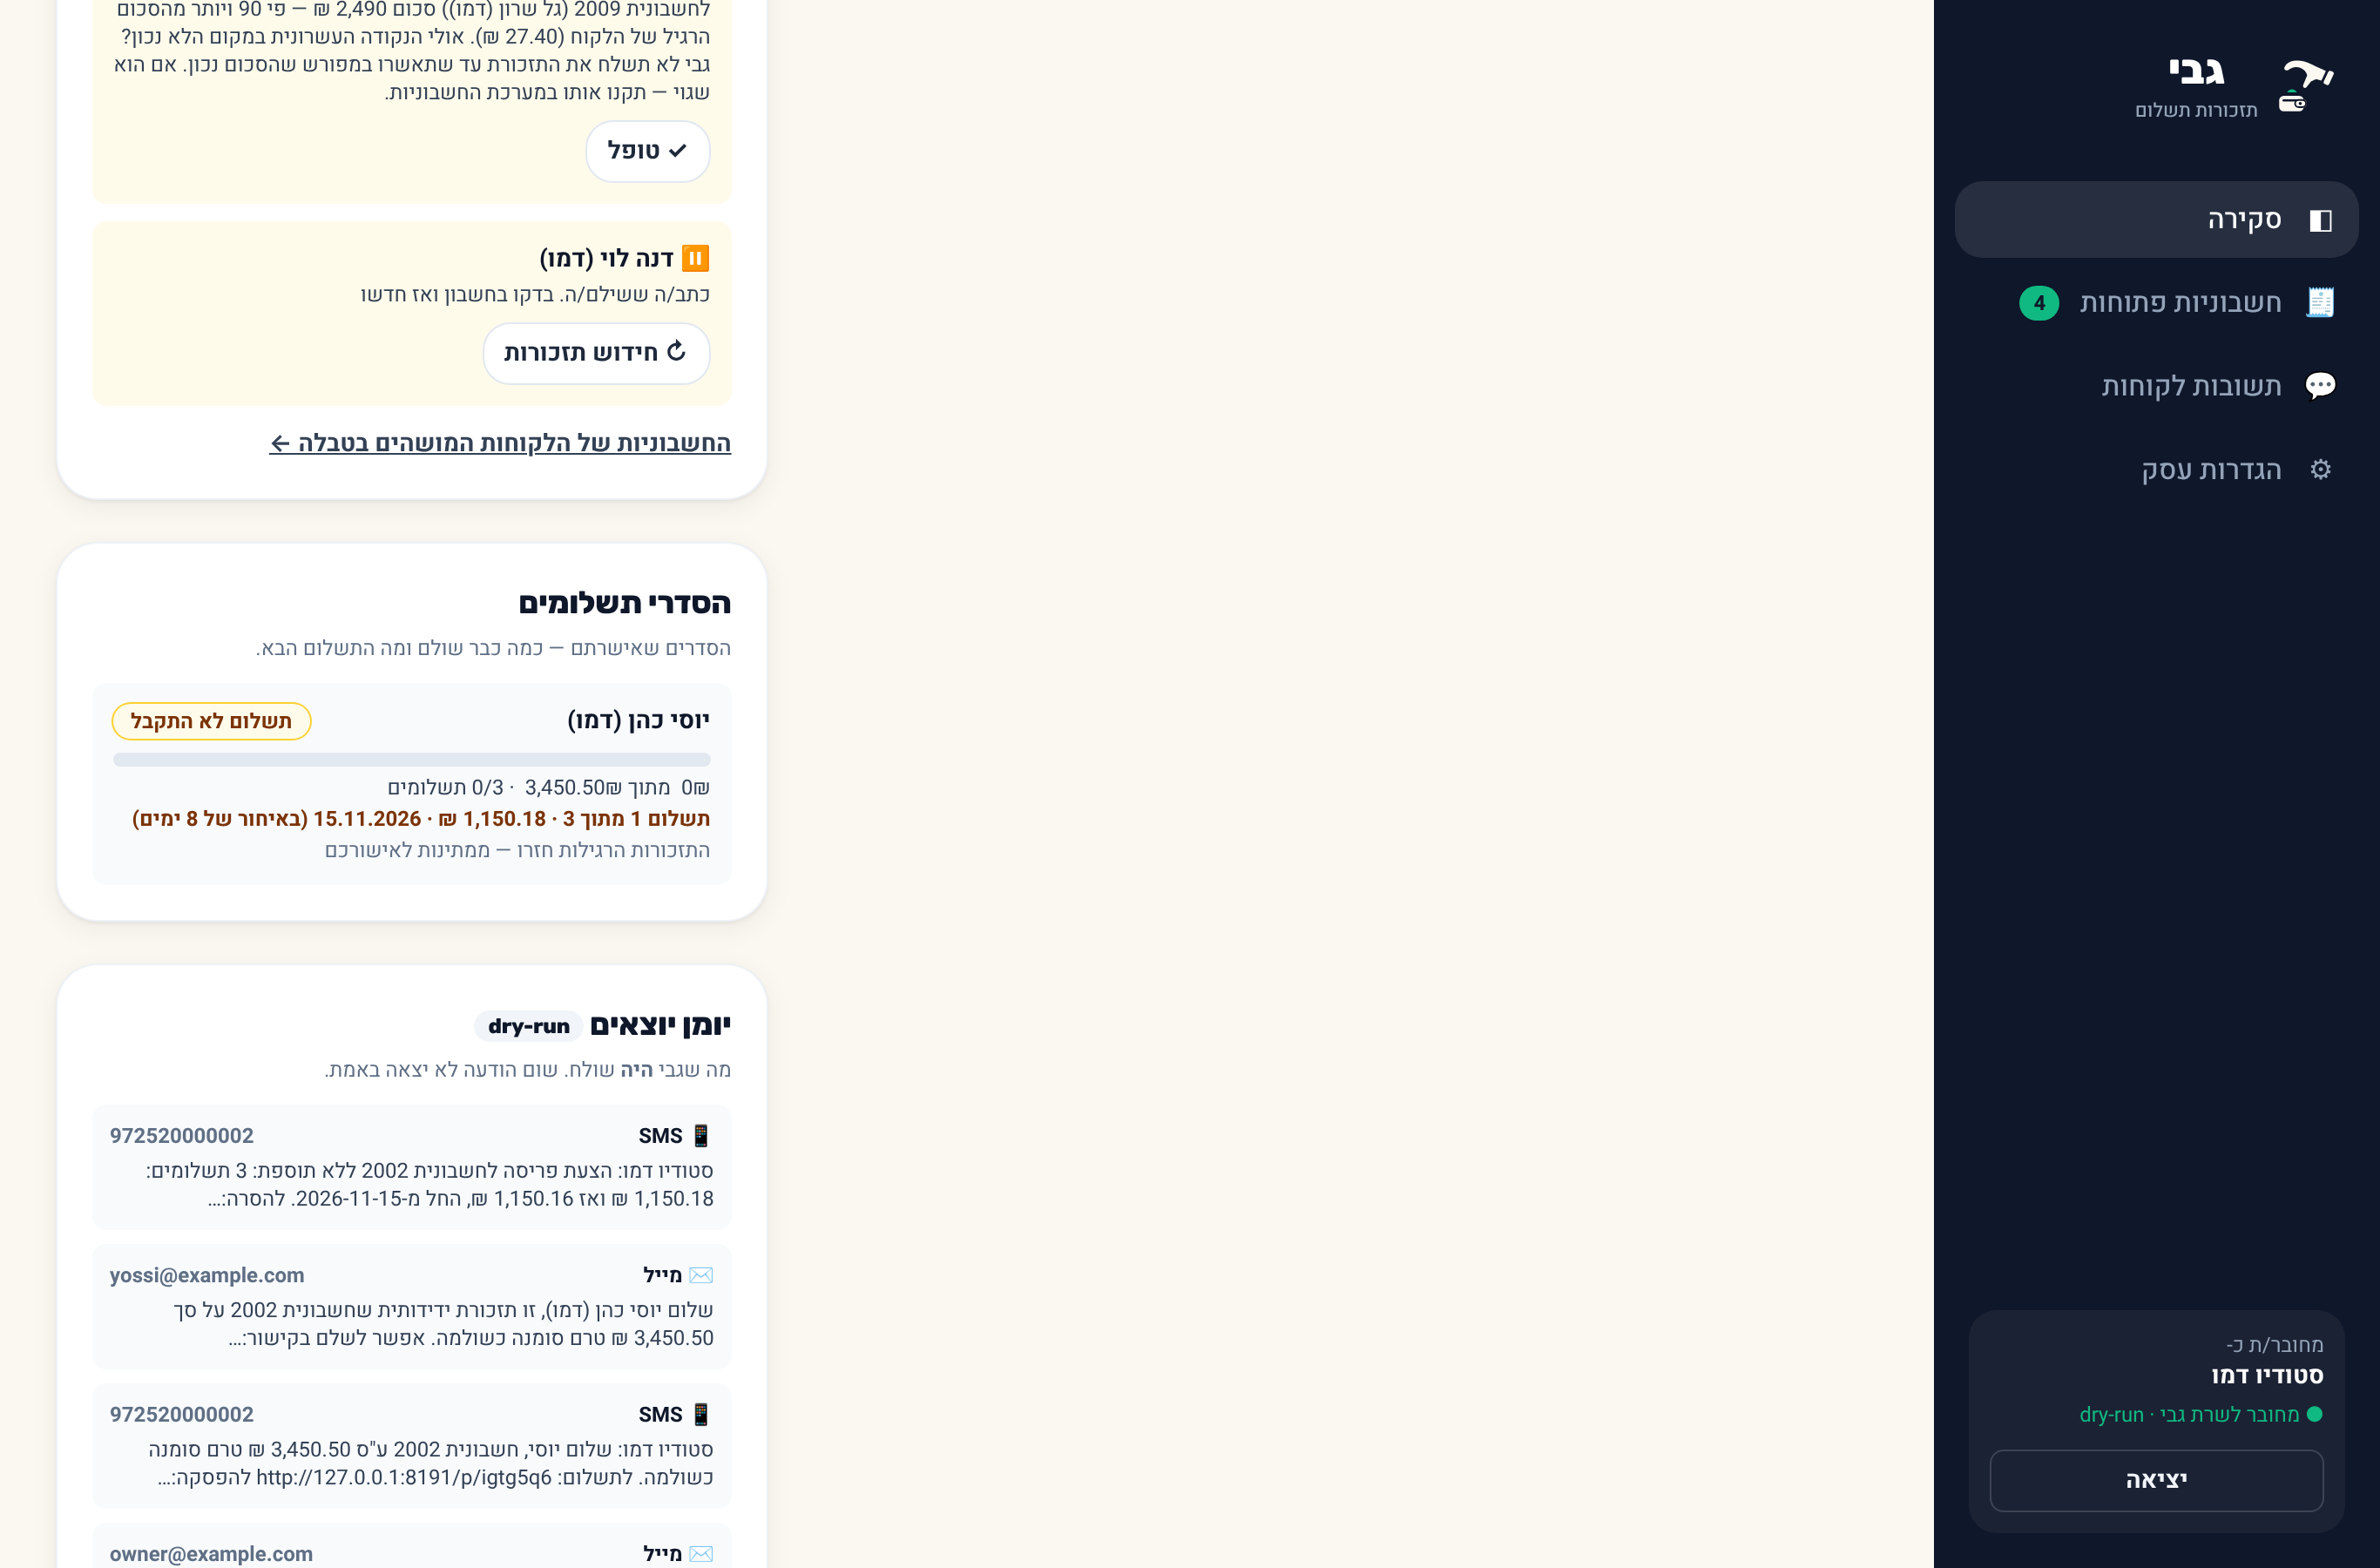 גבי
תזכורות תשלום
סקירה
חשבוניות פתוחות 4
תשובות לקוחות
הגדרות עסק
מחובר/ת כ-
סטודיו דמו
מחובר לשרת גבי · dry-run
יציאה
לחשבונית 2009 (גל שרון (דמו)) סכום 2,490 ₪ — פי 90 ויותר מהסכום
הרגיל של הלקוח (27.40 ₪). אולי הנקודה העשרונית במקום הלא נכון?
גבי לא תשלח את התזכורת עד שתאשרו במפורש שהסכום נכון. אם הוא
שגוי — תקנו אותו במערכת החשבוניות.
✓ טופל
⏸️ דנה לוי (דמו)
כתב/ה ששילם/ה. בדקו בחשבון ואז חדשו
↻ חידוש תזכורות
החשבוניות של הלקוחות המושהים בטבלה ←
הסדרי תשלומים
הסדרים שאישרתם — כמה כבר שולם ומה התשלום הבא.
יוסי כהן (דמו) תשלום לא התקבל
₪0 מתוך ₪3,450.50 · 0/3 תשלומים
תשלום 1 מתוך 3 · 1,150.18 ₪ · 15.11.2026 (באיחור של 8 ימים)
התזכורות הרגילות חזרו — ממתינות לאישורכם
יומן יוצאים dry-run
מה שגבי היה שולח. שום הודעה לא יצאה באמת.
📱 SMS 972520000002
סטודיו דמו: הצעת פריסה לחשבונית 2002 ללא תוספת: 3 תשלומים:
1,150.18 ₪ ואז 1,150.16 ₪, החל מ-2026-11-15. להסרה:…
✉️ מייל yossi@example.com
שלום יוסי כהן (דמו), זו תזכורת ידידותית שחשבונית 2002 על סך
3,450.50 ₪ טרם סומנה כשולמה. אפשר לשלם בקישור:…
📱 SMS 972520000002
סטודיו דמו: שלום יוסי, חשבונית 2002 ע"ס 3,450.50 ₪ טרם סומנה
כשולמה. לתשלום: http://127.0.0.1:8191/p/igtg5q6 להפסקה:…
✉️ מייל owner@example.com